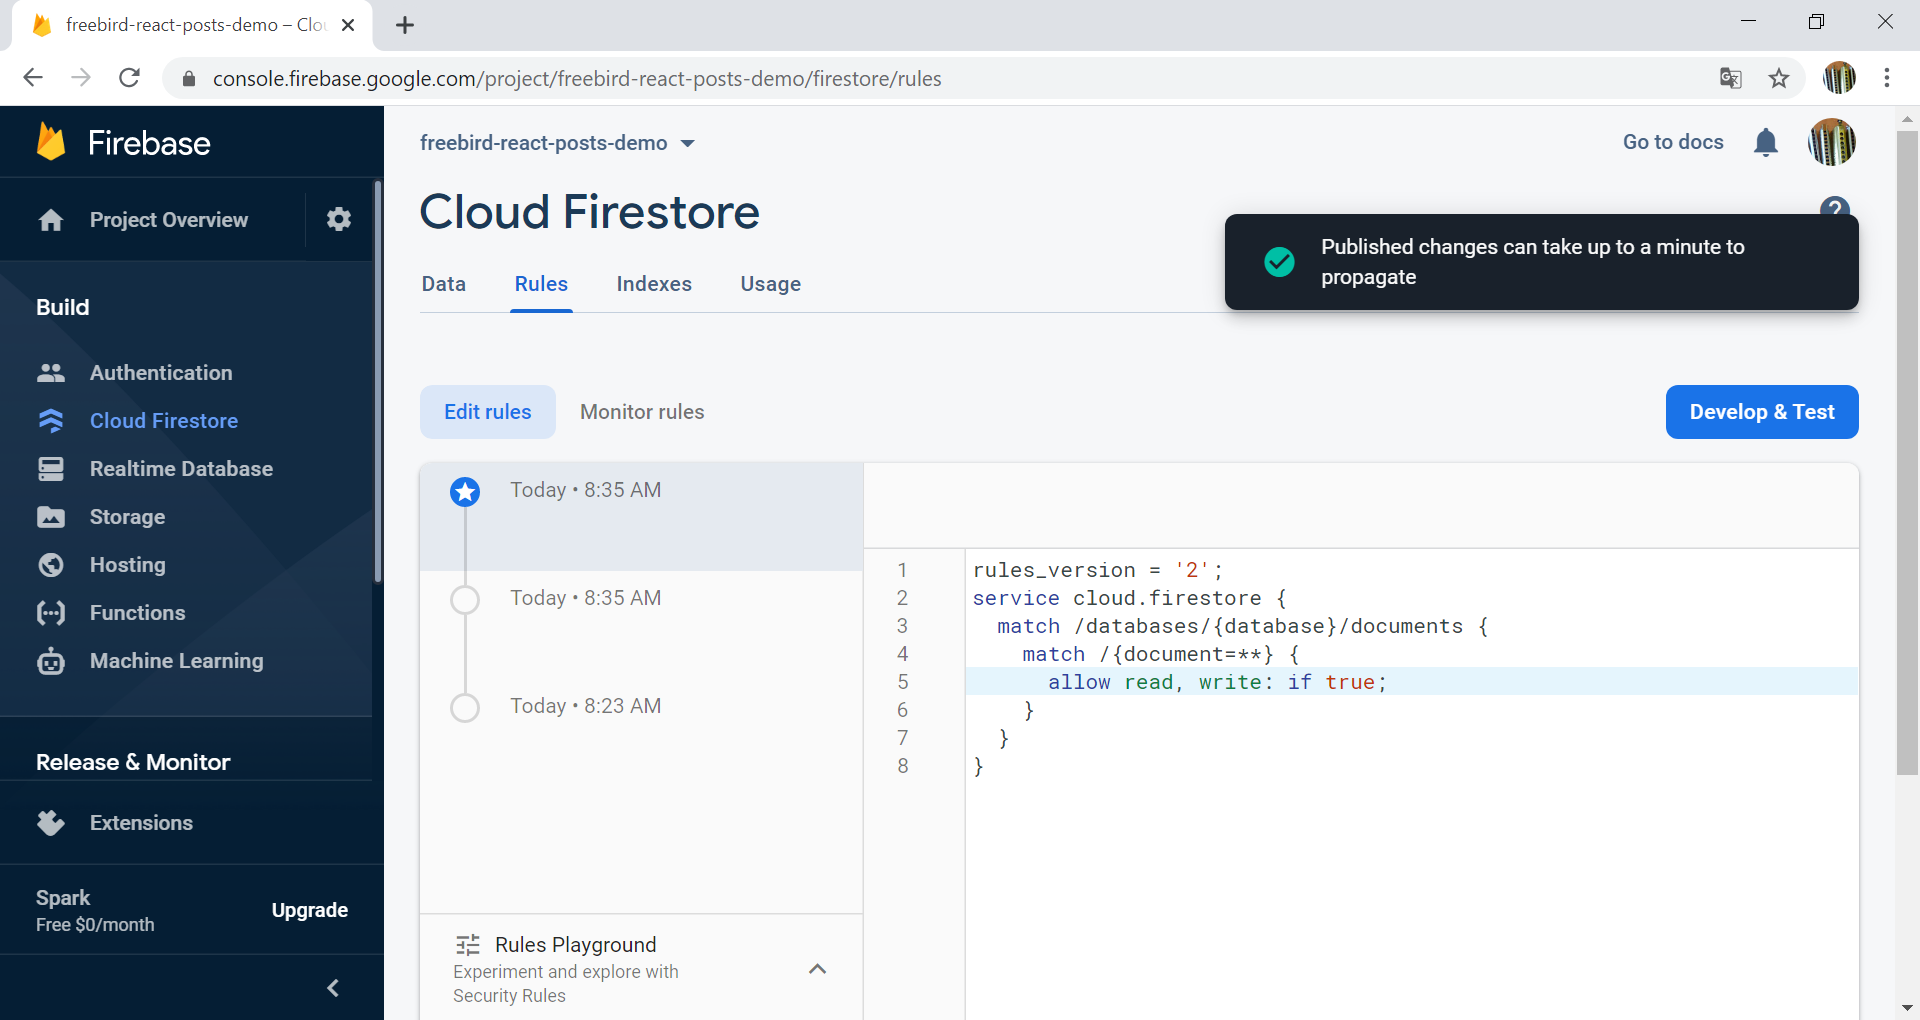 freebird-react-posts-demo – Clou
console.firebase.google.com/project/freebird-react-posts-demo/firestore/rules
Firebase
Project Overview
Build
Authentication
Cloud Firestore
Realtime Database
Storage
Hosting
Functions
Machine Learning
Release & Monitor
Extensions
Spark
Free $0/month
Upgrade
freebird-react-posts-demo
Go to docs
Cloud Firestore
?
Published changes can take up to a minute to
propagate
Data Rules Indexes Usage
Edit rules Monitor rules
Develop & Test
Today • 8:35 AM
Today • 8:35 AM
Today • 8:23 AM
Rules Playground
Experiment and explore with
Security Rules
1 rules_version = '2';
2 service cloud.firestore {
3 match /databases/{database}/documents {
4 match /{document=**} {
5 allow read, write: if true;
6 }
7 }
8 }